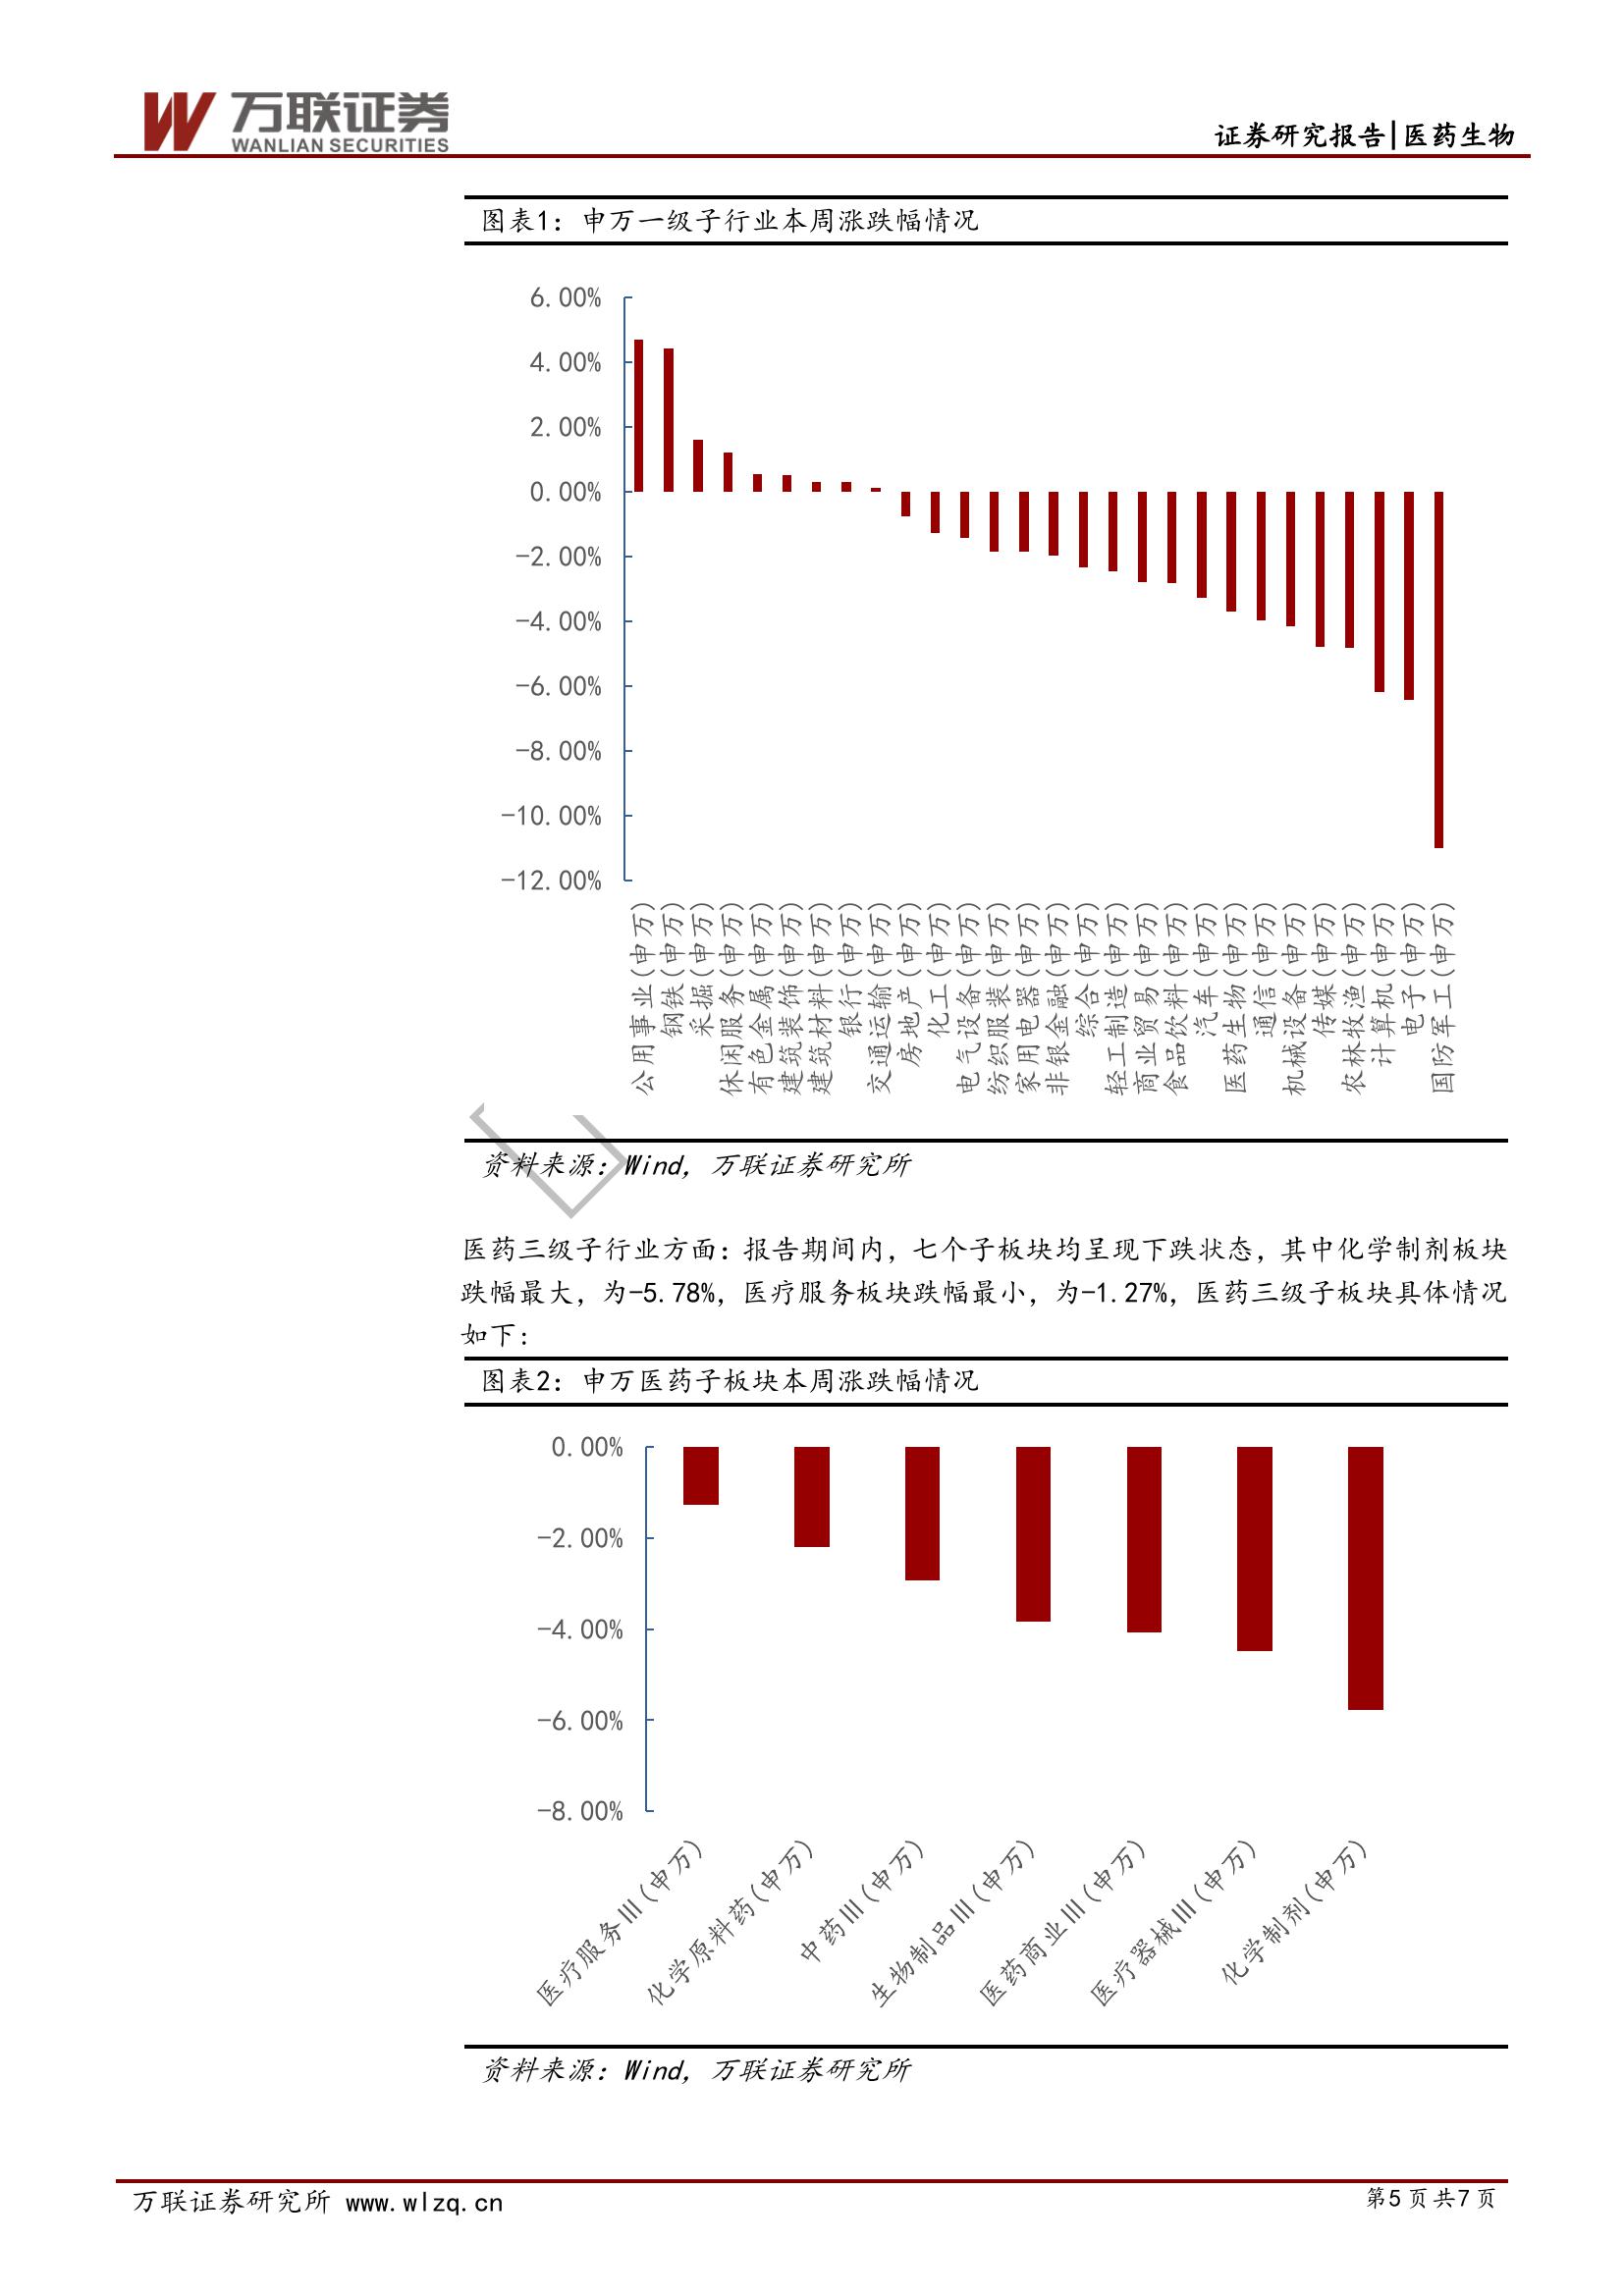 万联证券
WANLIAN SECURITIES
证券研究报告|医药生物
图表1：申万一级子行业本周涨跌幅情况
6.00%
4.00%
2.00%
0.00%
-2.00%
-4.00%
-6.00%
-8.00%
-10.00%
-12.00%
公用事业(申万)
钢铁(申万)
采掘(申万)
休闲服务(申万)
有色金属(申万)
建筑装饰(申万)
建筑材料(申万)
银行(申万)
交通运输(申万)
房地产(申万)
化工(申万)
电气设备(申万)
纺织服装(申万)
家用电器(申万)
非银金融(申万)
综合(申万)
轻工制造(申万)
商业贸易(申万)
食品饮料(申万)
汽车(申万)
医药生物(申万)
通信(申万)
机械设备(申万)
传媒(申万)
农林牧渔(申万)
计算机(申万)
电子(申万)
国防军工(申万)
资料来源：Wind，万联证券研究所
医药三级子行业方面：报告期间内，七个子板块均呈现下跌状态，其中化学制剂板块
跌幅最大，为-5.78%，医疗服务板块跌幅最小，为-1.27%，医药三级子板块具体情况
如下：
图表2：申万医药子板块本周涨跌幅情况
0.00%
-2.00%
-4.00%
-6.00%
-8.00%
医疗服务Ⅲ(申万)
化学原料药(申万)
中药Ⅲ(申万)
生物制品Ⅲ(申万)
医药商业Ⅲ(申万)
医疗器械Ⅲ(申万)
化学制剂(申万)
资料来源：Wind，万联证券研究所
万联证券研究所 www.wlzq.cn
第5页共7页